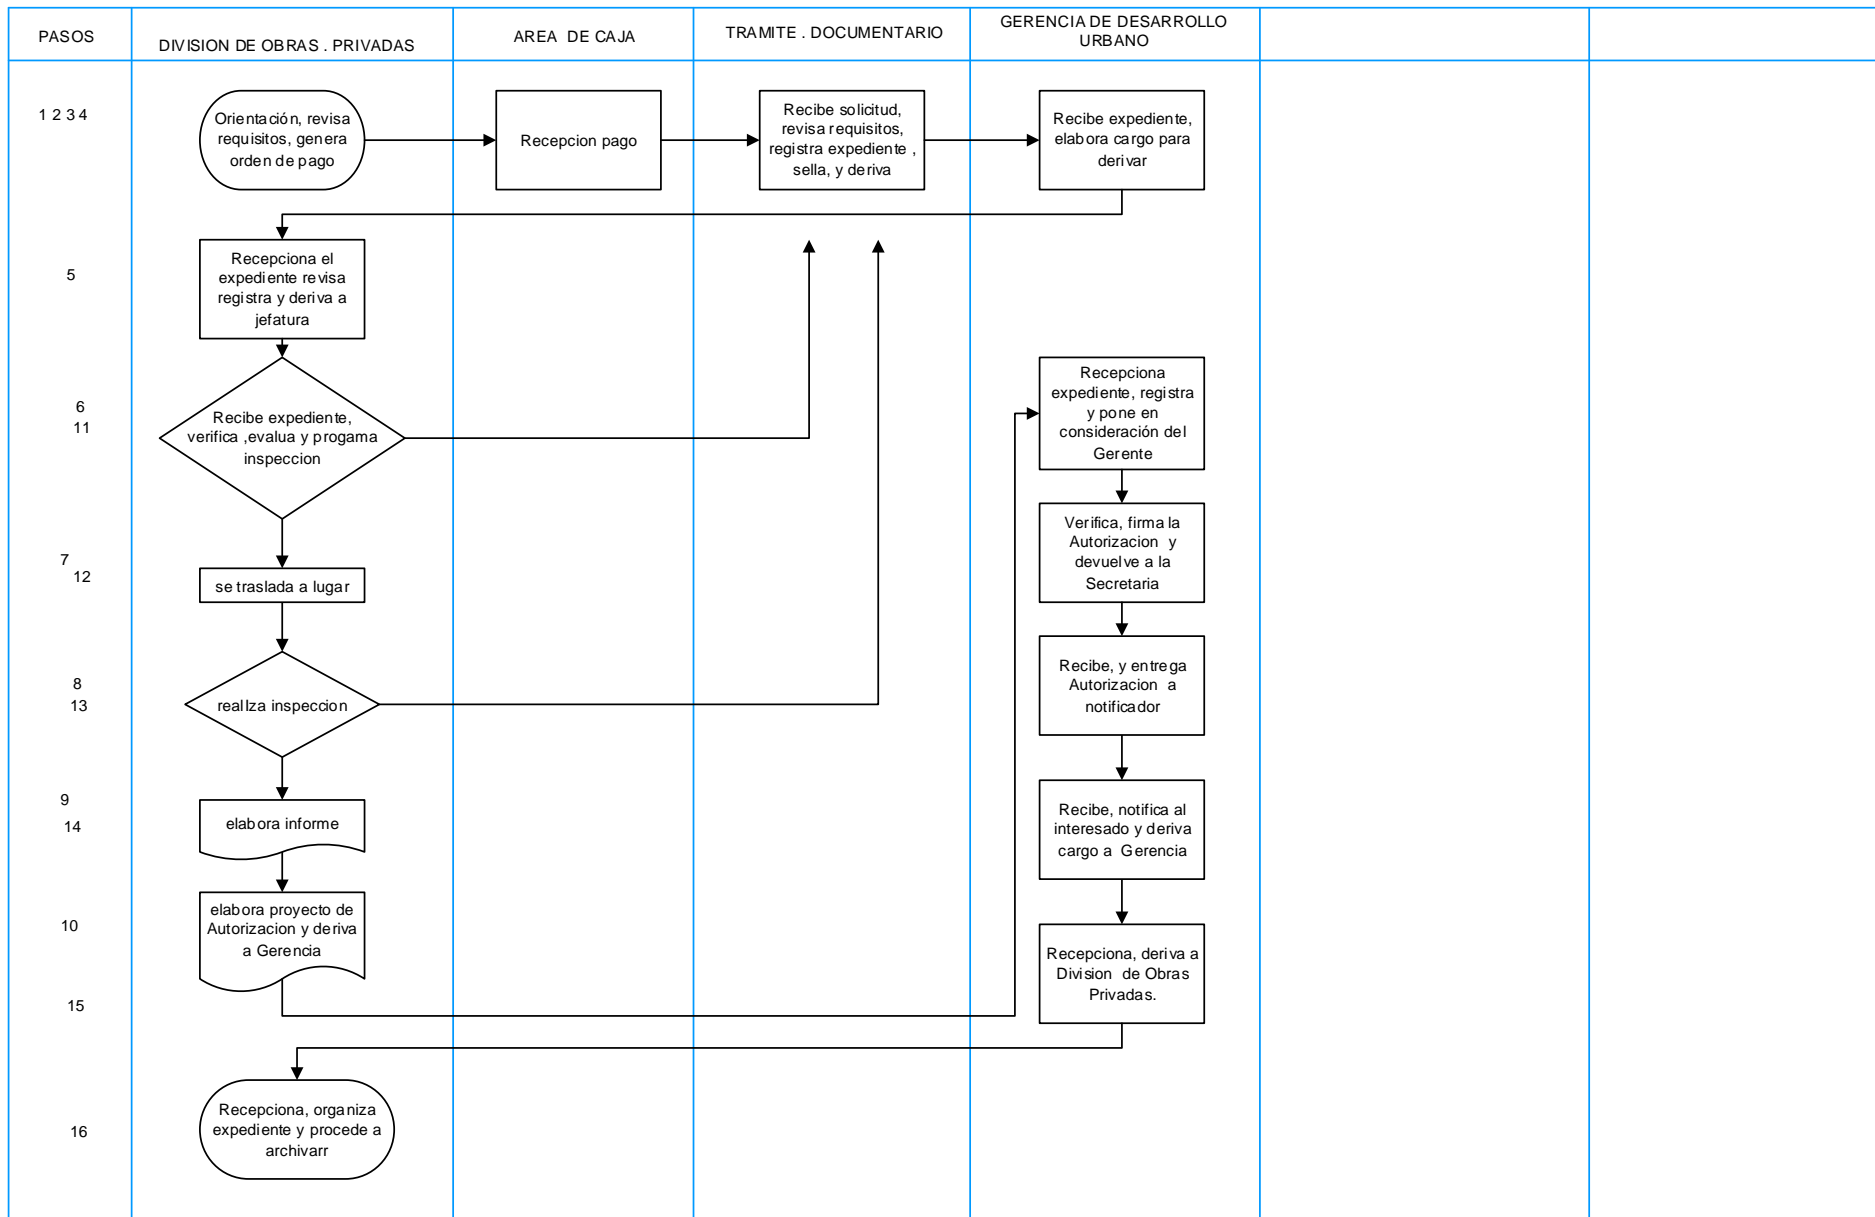 PASOS
DIVISION DE OBRAS . PRIVADAS
AREA DE CAJA
TRAMITE . DOCUMENTARIO
GERENCIA DE DESARROLLO
URBANO
1 2 3 4
Orientación, revisa
requisitos, genera
orden de pago
Recepcion pago
Recibe solicitud,
revisa requisitos,
registra expediente ,
sella, y deriva
Recibe expediente,
elabora cargo para
derivar
5
Recepciona el
expediente revisa
registra y deriva a
jefatura
6
11
Recibe expediente,
verifica ,evalua y progama
inspeccion
Recepciona
expediente, registra
y pone en
consideración del
Gerente
7
12
se traslada a lugar
Verifica, firma la
Autorizacion y
devuelve a la
Secretaria
8
13
realIza inspeccion
Recibe, y entrega
Autorizacion a
notificador
9
14
elabora informe
Recibe, notifica al
interesado y deriva
cargo a Gerencia
10
elabora proyecto de
Autorizacion y deriva
a Gerencia
Recepciona, deriva a
Division de Obras
Privadas.
15
16
Recepciona, organiza
expediente y procede a
archivarr